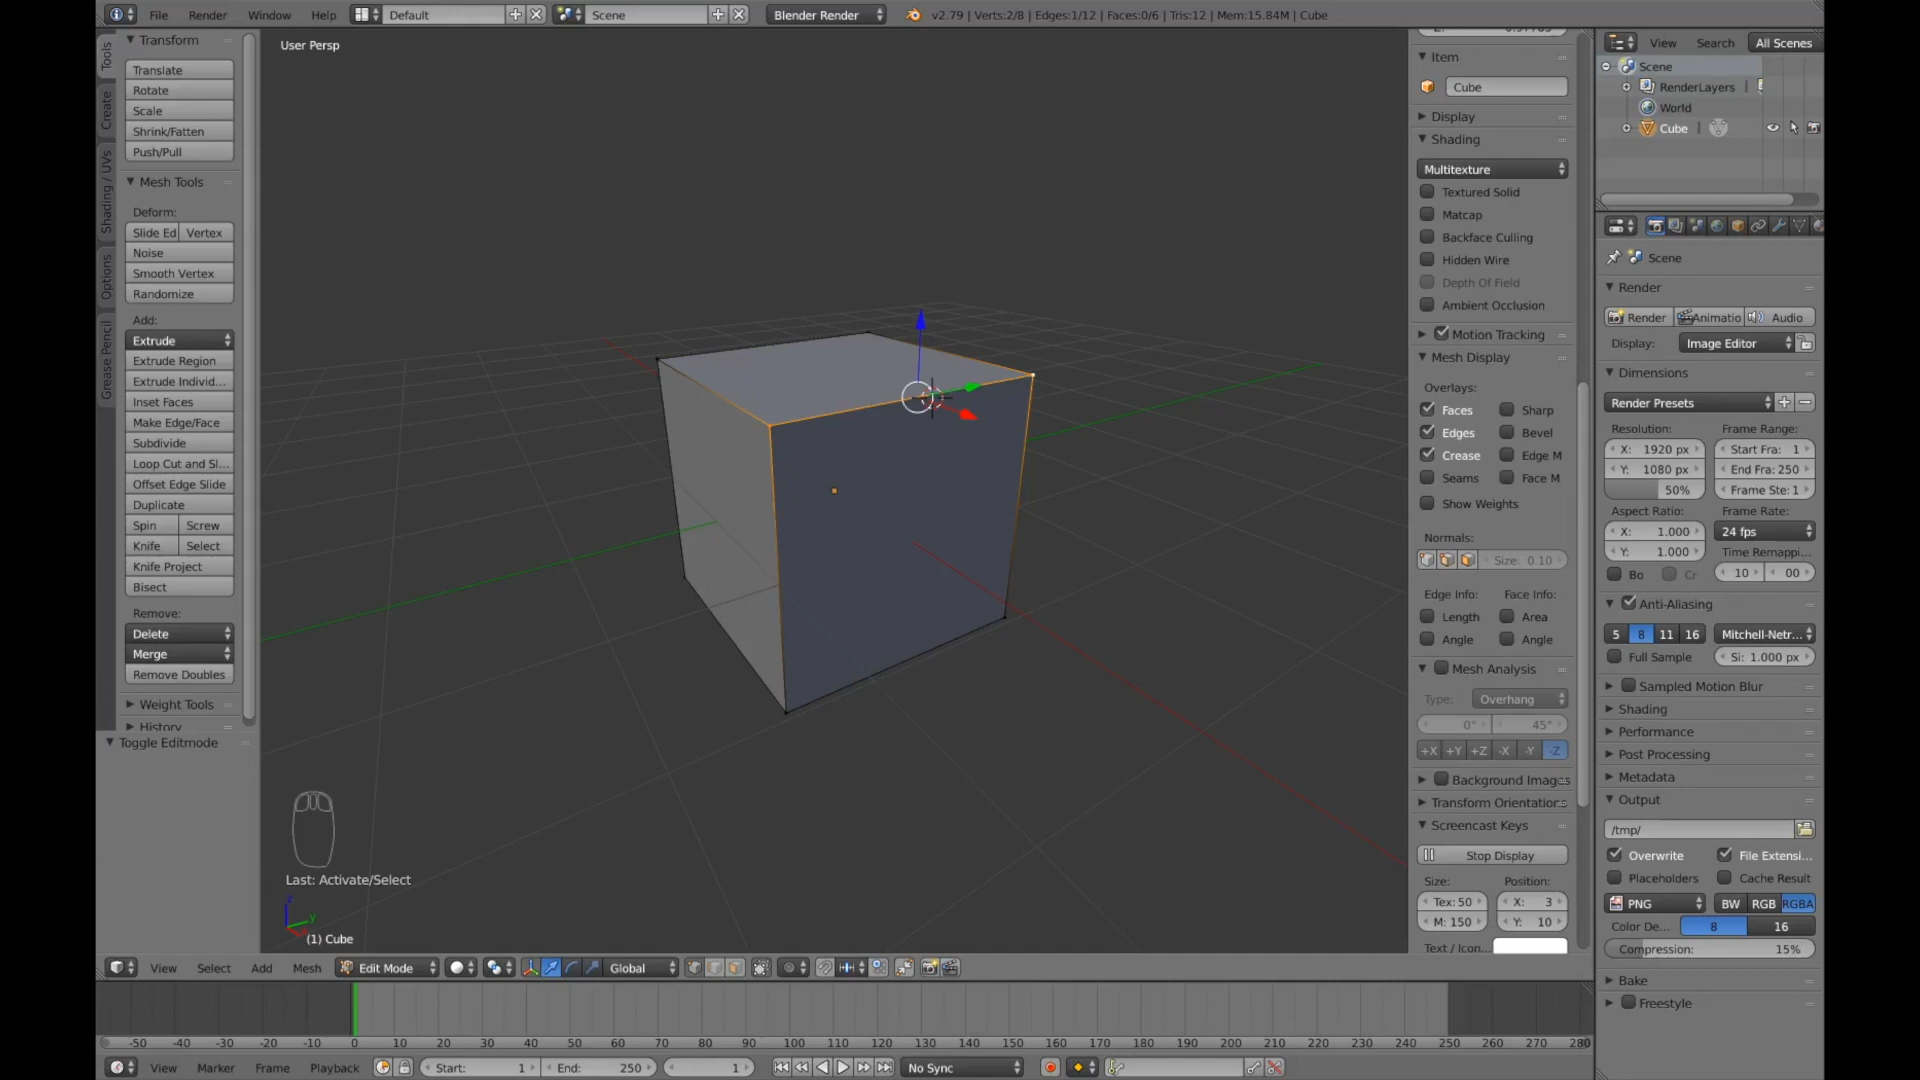 File Render Window Help Default Scene Blender Render v2.79 | Verts:2/8 | Edges:1/12 | Faces:0/6 | Tris:12 | Mem:15.84M | Cube
Tools
Create
Shading / UVs
Options
Grease Pencil
Transform
Translate
Rotate
Scale
Shrink/Fatten
Push/Pull
Mesh Tools
Deform:
Slide Ed Vertex
Noise
Smooth Vertex
Randomize
Add:
Extrude
Extrude Region
Extrude Individ...
Inset Faces
Make Edge/Face
Subdivide
Loop Cut and Sl...
Offset Edge Slide
Duplicate
Spin Screw
Knife Select
Knife Project
Bisect
Remove:
Delete
Merge
Remove Doubles
Weight Tools
History
Toggle Editmode
User Persp
Last: Activate/Select
z
y
(1) Cube
Item
Cube
Display
Shading
Multitexture
Textured Solid
Matcap
Backface Culling
Hidden Wire
Depth Of Field
Ambient Occlusion
Motion Tracking
Mesh Display
Overlays:
Faces Sharp
Edges Bevel
Crease Edge M
Seams Face M
Show Weights
Normals:
Size: 0.10
Edge Info: Face Info:
Length Area
Angle Angle
Mesh Analysis
Type: Overhang
0° 45°
+X +Y +Z -X -Y -Z
Background Images
Transform Orientation
Screencast Keys
Stop Display
Size: Position:
Tex: 50 X: 3
M: 150 Y: 10
Text / Icon...
View Search All Scenes
Scene
RenderLayers
World
Cube
Scene
Render
Render Animatio Audio
Display: Image Editor
Dimensions
Render Presets
Resolution: Frame Range:
X: 1920 px Start Fra: 1
Y: 1080 px End Fra: 250
50% Frame Ste: 1
Aspect Ratio: Frame Rate:
X: 1.000 24 fps
Y: 1.000 Time Remappi...
Bo Cr 10 00
Anti-Aliasing
5 8 11 16 Mitchell-Netr...
Full Sample Si: 1.000 px
Sampled Motion Blur
Shading
Performance
Post Processing
Metadata
Output
/tmp/
Overwrite File Extensi...
Placeholders Cache Result
PNG BW RGB RGBA
Color De... 8 16
Compression: 15%
Bake
Freestyle
View Select Add Mesh Edit Mode Global
-50 -40 -30 -20 -10 0 10 20 30 40 50 60 70 80 90 100 110 120 130 140 150 160 170 180 190 200 210 220 230 240 250 260 270 280
View Marker Frame Playback Start: 1 End: 250 1 No Sync